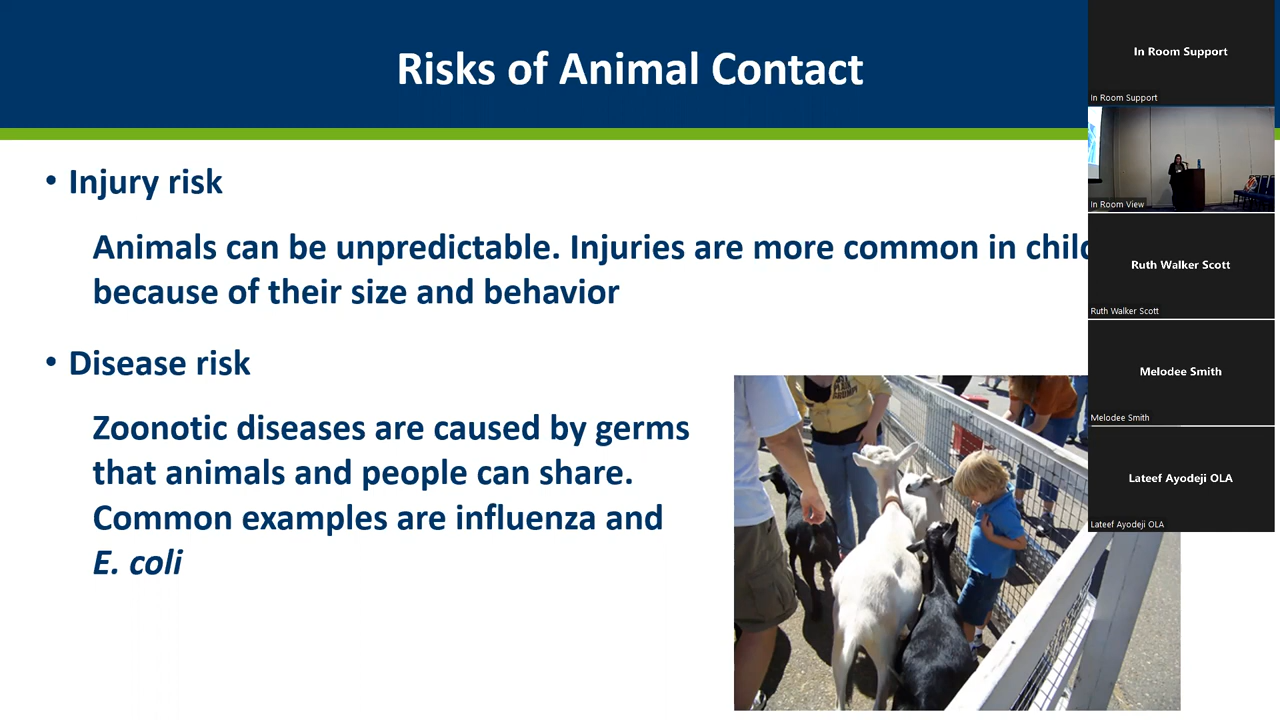 Risks of Animal Contact
• Injury risk
Animals can be unpredictable. Injuries are more common in
because of their size and behavior
• Disease risk
Zoonotic diseases are caused by germs
that animals and people can share.
Common examples are influenza and
E. coli
In Room Support
In Room Support
In Room View
Ruth Walker Scott
Ruth Walker Scott
Melodee Smith
Melodee Smith
Lateef Ayodeji OLA
Lateef Ayodeji OLA